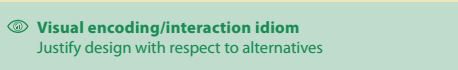 Visual encoding/interaction idiom
Justify design with respect to alternatives